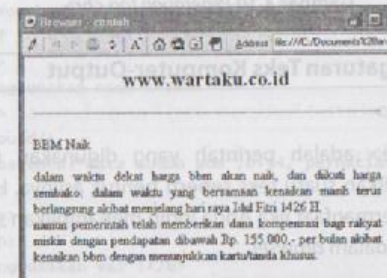 Browser - contoh
Address file:///C:/Documents%20an
www.wartaku.co.id
BBM Naik
dalam waktu dekat harga bbm akan naik, dan diikuti harga
sembako. dalam waktu yang bersamaan kenaikan masih terus
berlangsung akibat menjelang hari raya Idul Fitri 1426 H.
namun pemerintah telah memberikan dana kompensasi bagi rakyat
miskin dengan pendapatan dibawah Rp. 155.000,- per bulan akibat
kenaikan bbm dengan menunjukkan kartu/tanda khusus.